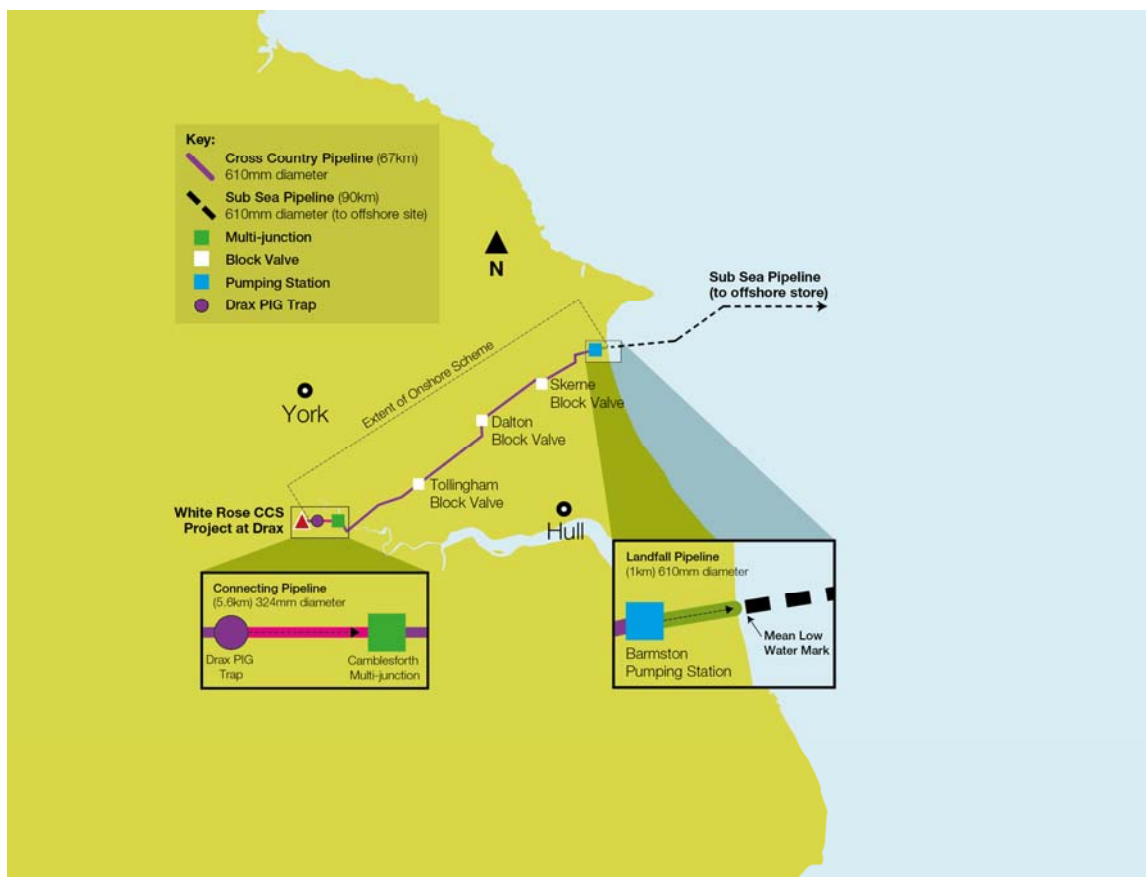 Key:
Cross Country Pipeline (67km)
610mm diameter
Sub Sea Pipeline (90km)
610mm diameter (to offshore site)
Multi-junction
Block Valve
Pumping Station
Drax PIG Trap
N
Sub Sea Pipeline
(to offshore store)
Extent of Onshore Scheme
York
Skerne
Block Valve
Dalton
Block Valve
Tollingham
Block Valve
White Rose CCS
Project at Drax
Hull
Connecting Pipeline
(5.6km) 324mm diameter
Drax PIG
Trap
Camblesforth
Multi-junction
Landfall Pipeline
(1km) 610mm diameter
Mean Low
Water Mark
Barmston
Pumping Station